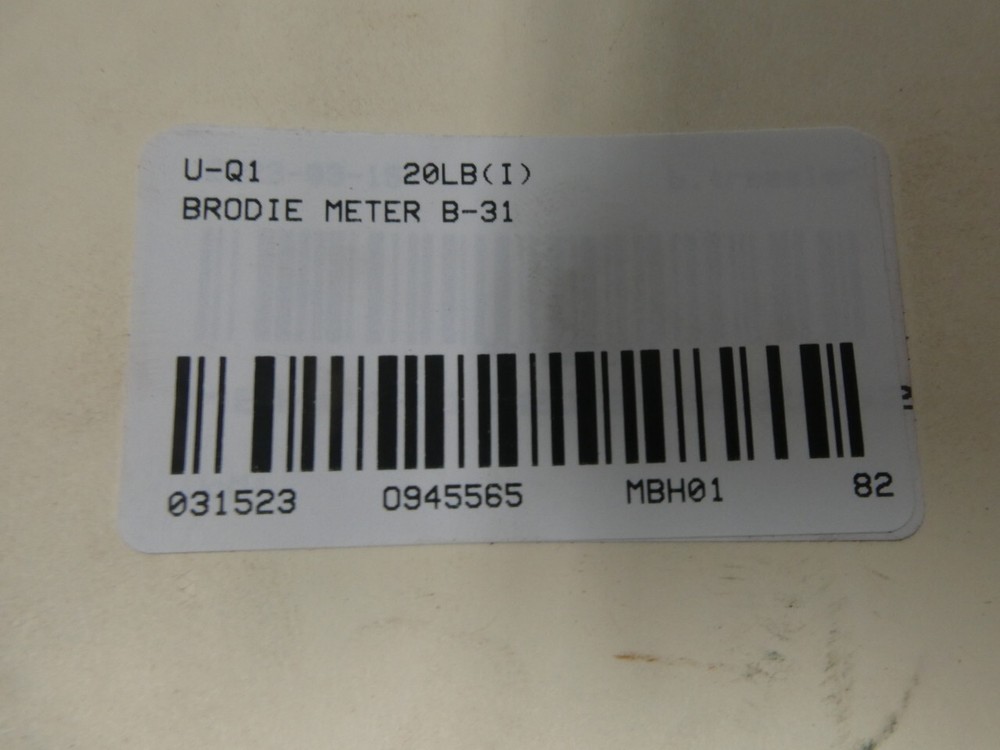 U-Q1 20LB(I)
BRODIE METER B-31
031523 0945565 MBH01 82